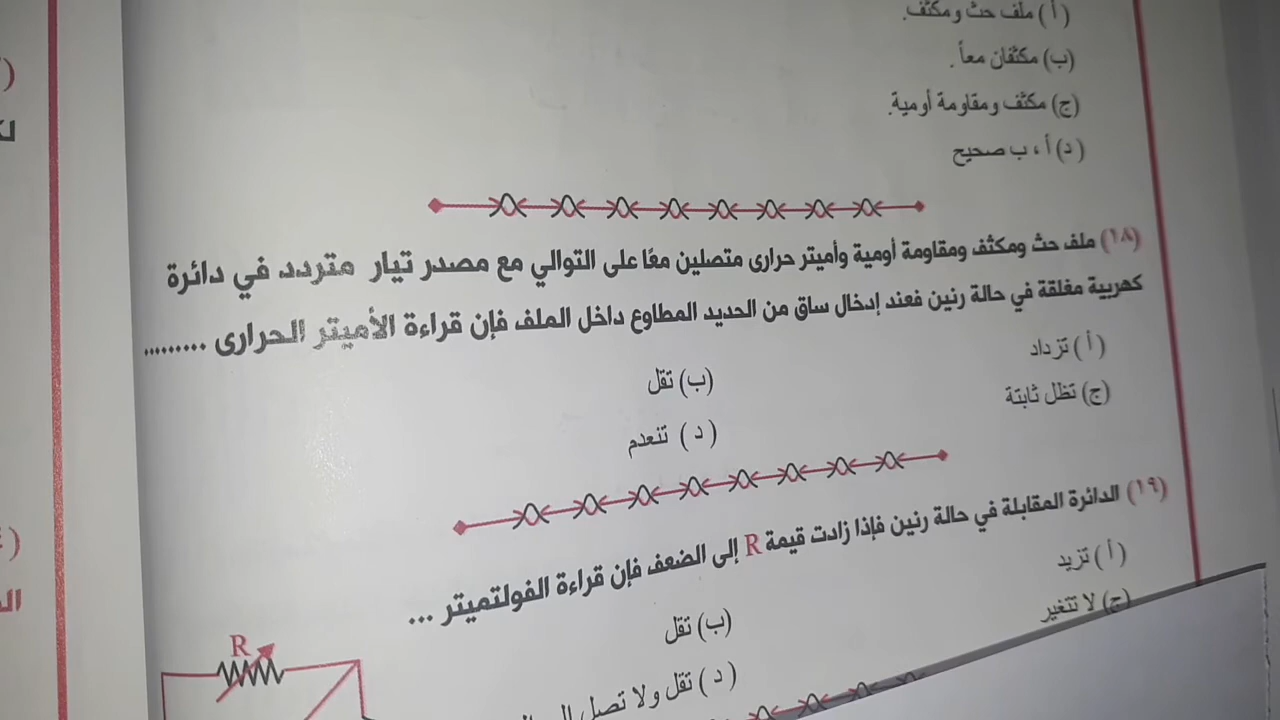 (أ) ملف حث ومكثف.
(ب) مكثفان معاً.
(ج) مكثف ومقاومة أومية.
(د) أ ، ب صحيح
(١٨) ملف حث ومكثف ومقاومة أومية وأميتر حرارى متصلين معًا على التوالي مع مصدر تيار متردد في دائرة
كهربية مغلقة في حالة رنين فعند إدخال ساق من الحديد المطاوع داخل الملف فإن قراءة الأميتر الحرارى .........
(أ) تزداد
(ب) تقل
(ج) تظل ثابتة
(د) تنعدم
(١٩) الدائرة المقابلة في حالة رنين فإذا زادت قيمة R إلى الضعف فإن قراءة الفولتميتر ...
(أ) تزيد
(ب) تقل
(ج) لا تتغير
(د) تقل ولا تصل
R